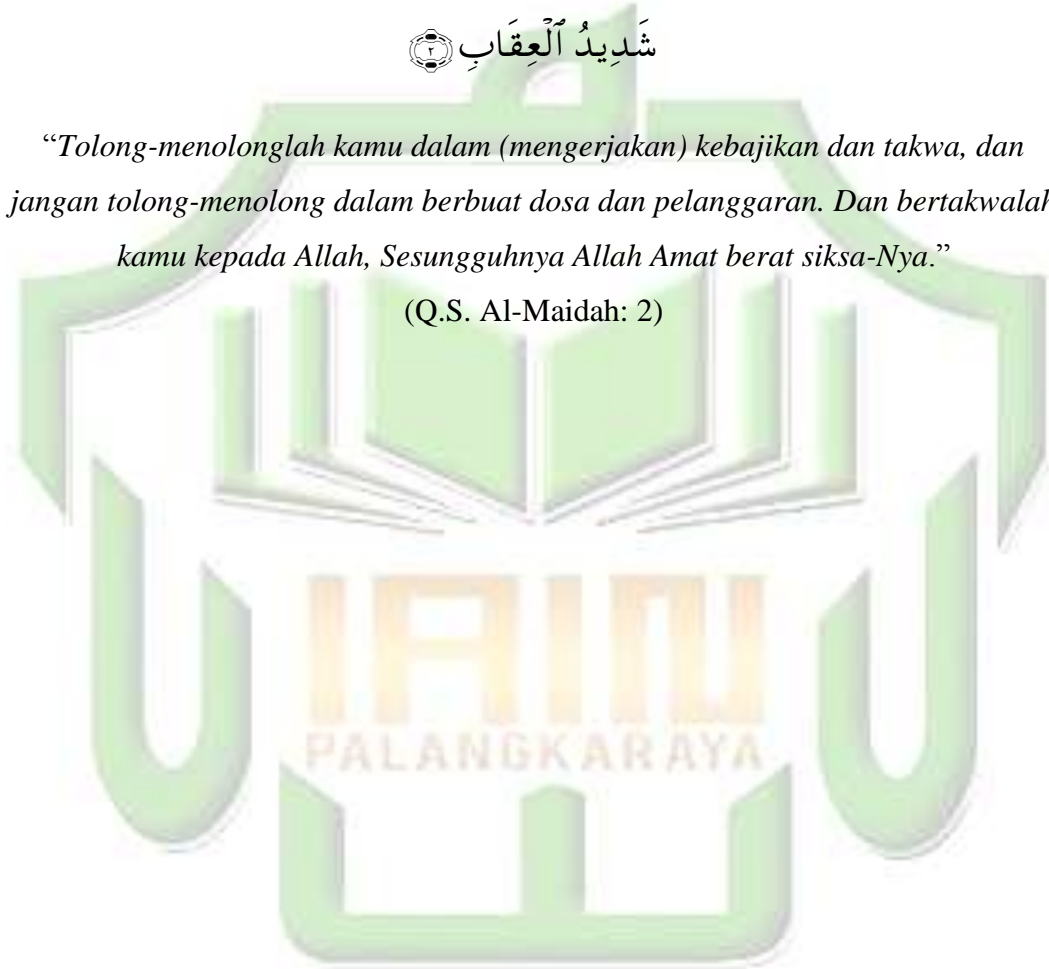 شَدِيدُ ٱلْعِقَابِ ۝٢
“Tolong-menolonglah kamu dalam (mengerjakan) kebajikan dan takwa, dan
jangan tolong-menolong dalam berbuat dosa dan pelanggaran. Dan bertakwalah
kamu kepada Allah, Sesungguhnya Allah Amat berat siksa-Nya.”
(Q.S. Al-Maidah: 2)
IAIN
PALANGKARAYA